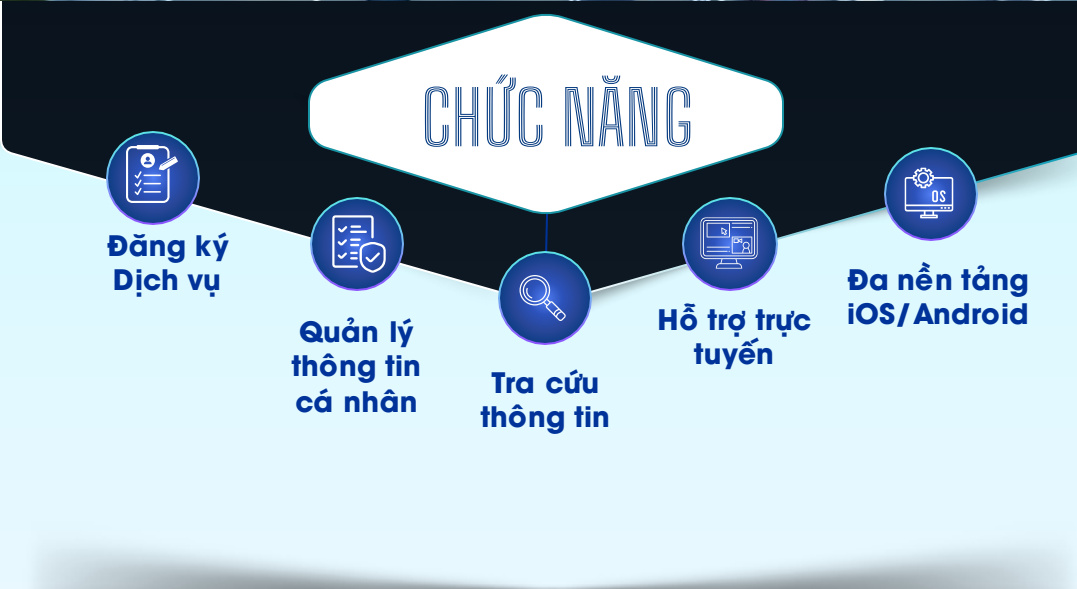 CHỨC NĂNG
Đăng ký
Dịch vụ
Quản lý
thông tin
cá nhân
Tra cứu
thông tin
Hỗ trợ trực
tuyến
OS
Đa nền tảng
iOS/Android